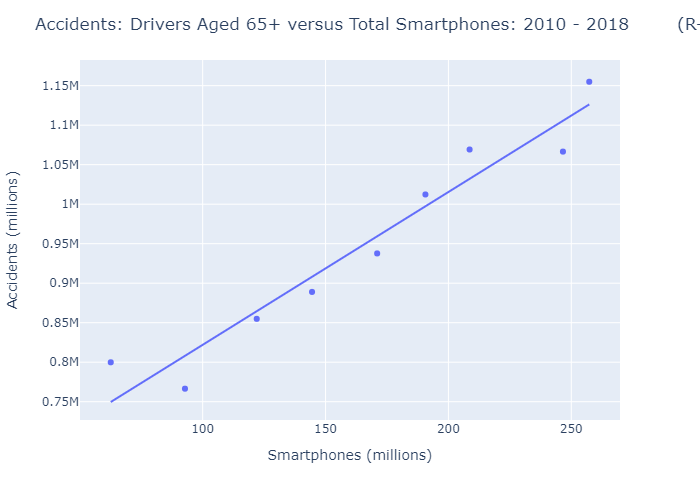 Accidents: Drivers Aged 65+ versus Total Smartphones: 2010 - 2018 (R-
1.15M
1.1M
1.05M
1M
0.95M
0.9M
0.85M
0.8M
0.75M
Accidents (millions)
100 150 200 250
Smartphones (millions)